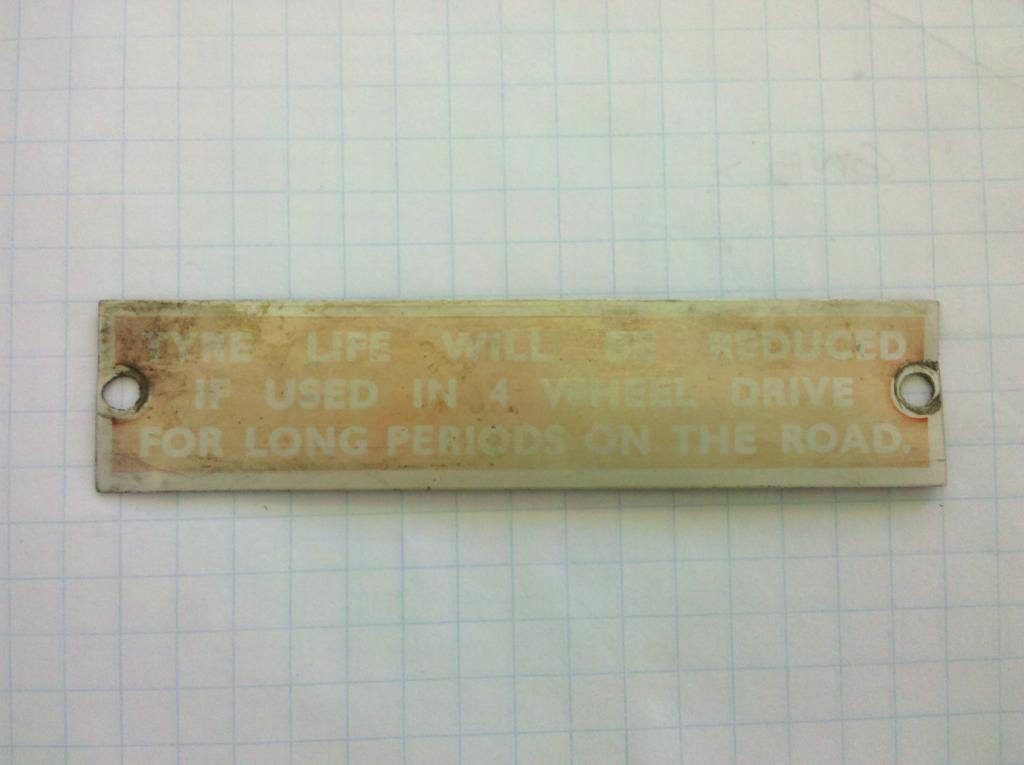 TYRE LIFE WILL BE REDUCED
IF USED IN 4 WHEEL DRIVE
FOR LONG PERIODS ON THE ROAD.